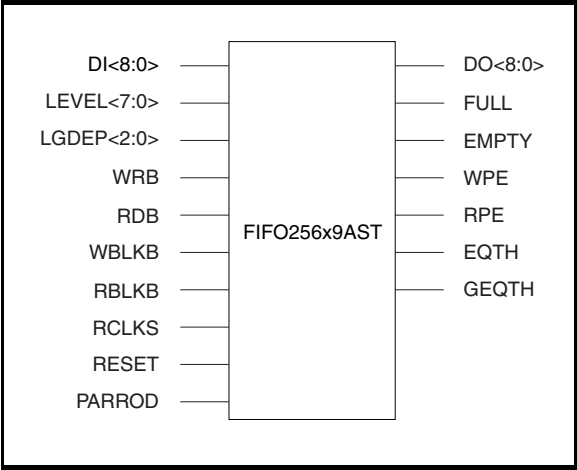 DI<8:0>
LEVEL<7:0>
LGDEP<2:0>
WRB
RDB
WBLKB
RBLKB
RCLKS
RESET
PARROD
FIFO256x9AST
DO<8:0>
FULL
EMPTY
WPE
RPE
EQTH
GEQTH